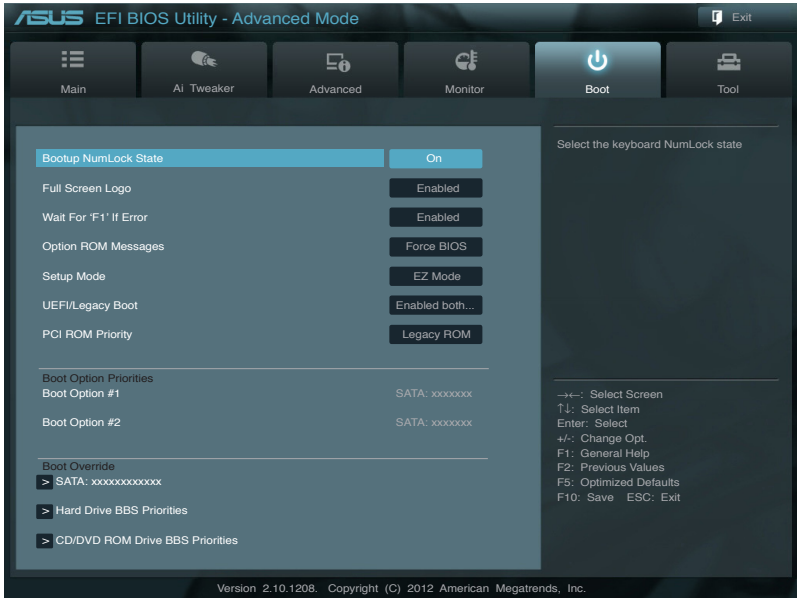 ASUS EFI BIOS Utility - Advanced Mode
Exit
Main
Ai Tweaker
Advanced
Monitor
Boot
Tool
Bootup NumLock State On
Full Screen Logo Enabled
Wait For ‘F1’ If Error Enabled
Option ROM Messages Force BIOS
Setup Mode EZ Mode
UEFI/Legacy Boot Enabled both...
PCI ROM Priority Legacy ROM
Boot Option Priorities
Boot Option #1 SATA: xxxxxxx
Boot Option #2 SATA: xxxxxxx
Boot Override
> SATA: xxxxxxxxxxxx
> Hard Drive BBS Priorities
> CD/DVD ROM Drive BBS Priorities
Select the keyboard NumLock state
→←: Select Screen
↑↓: Select Item
Enter: Select
+/-: Change Opt.
F1: General Help
F2: Previous Values
F5: Optimized Defaults
F10: Save ESC: Exit
Version 2.10.1208. Copyright (C) 2012 American Megatrends, Inc.